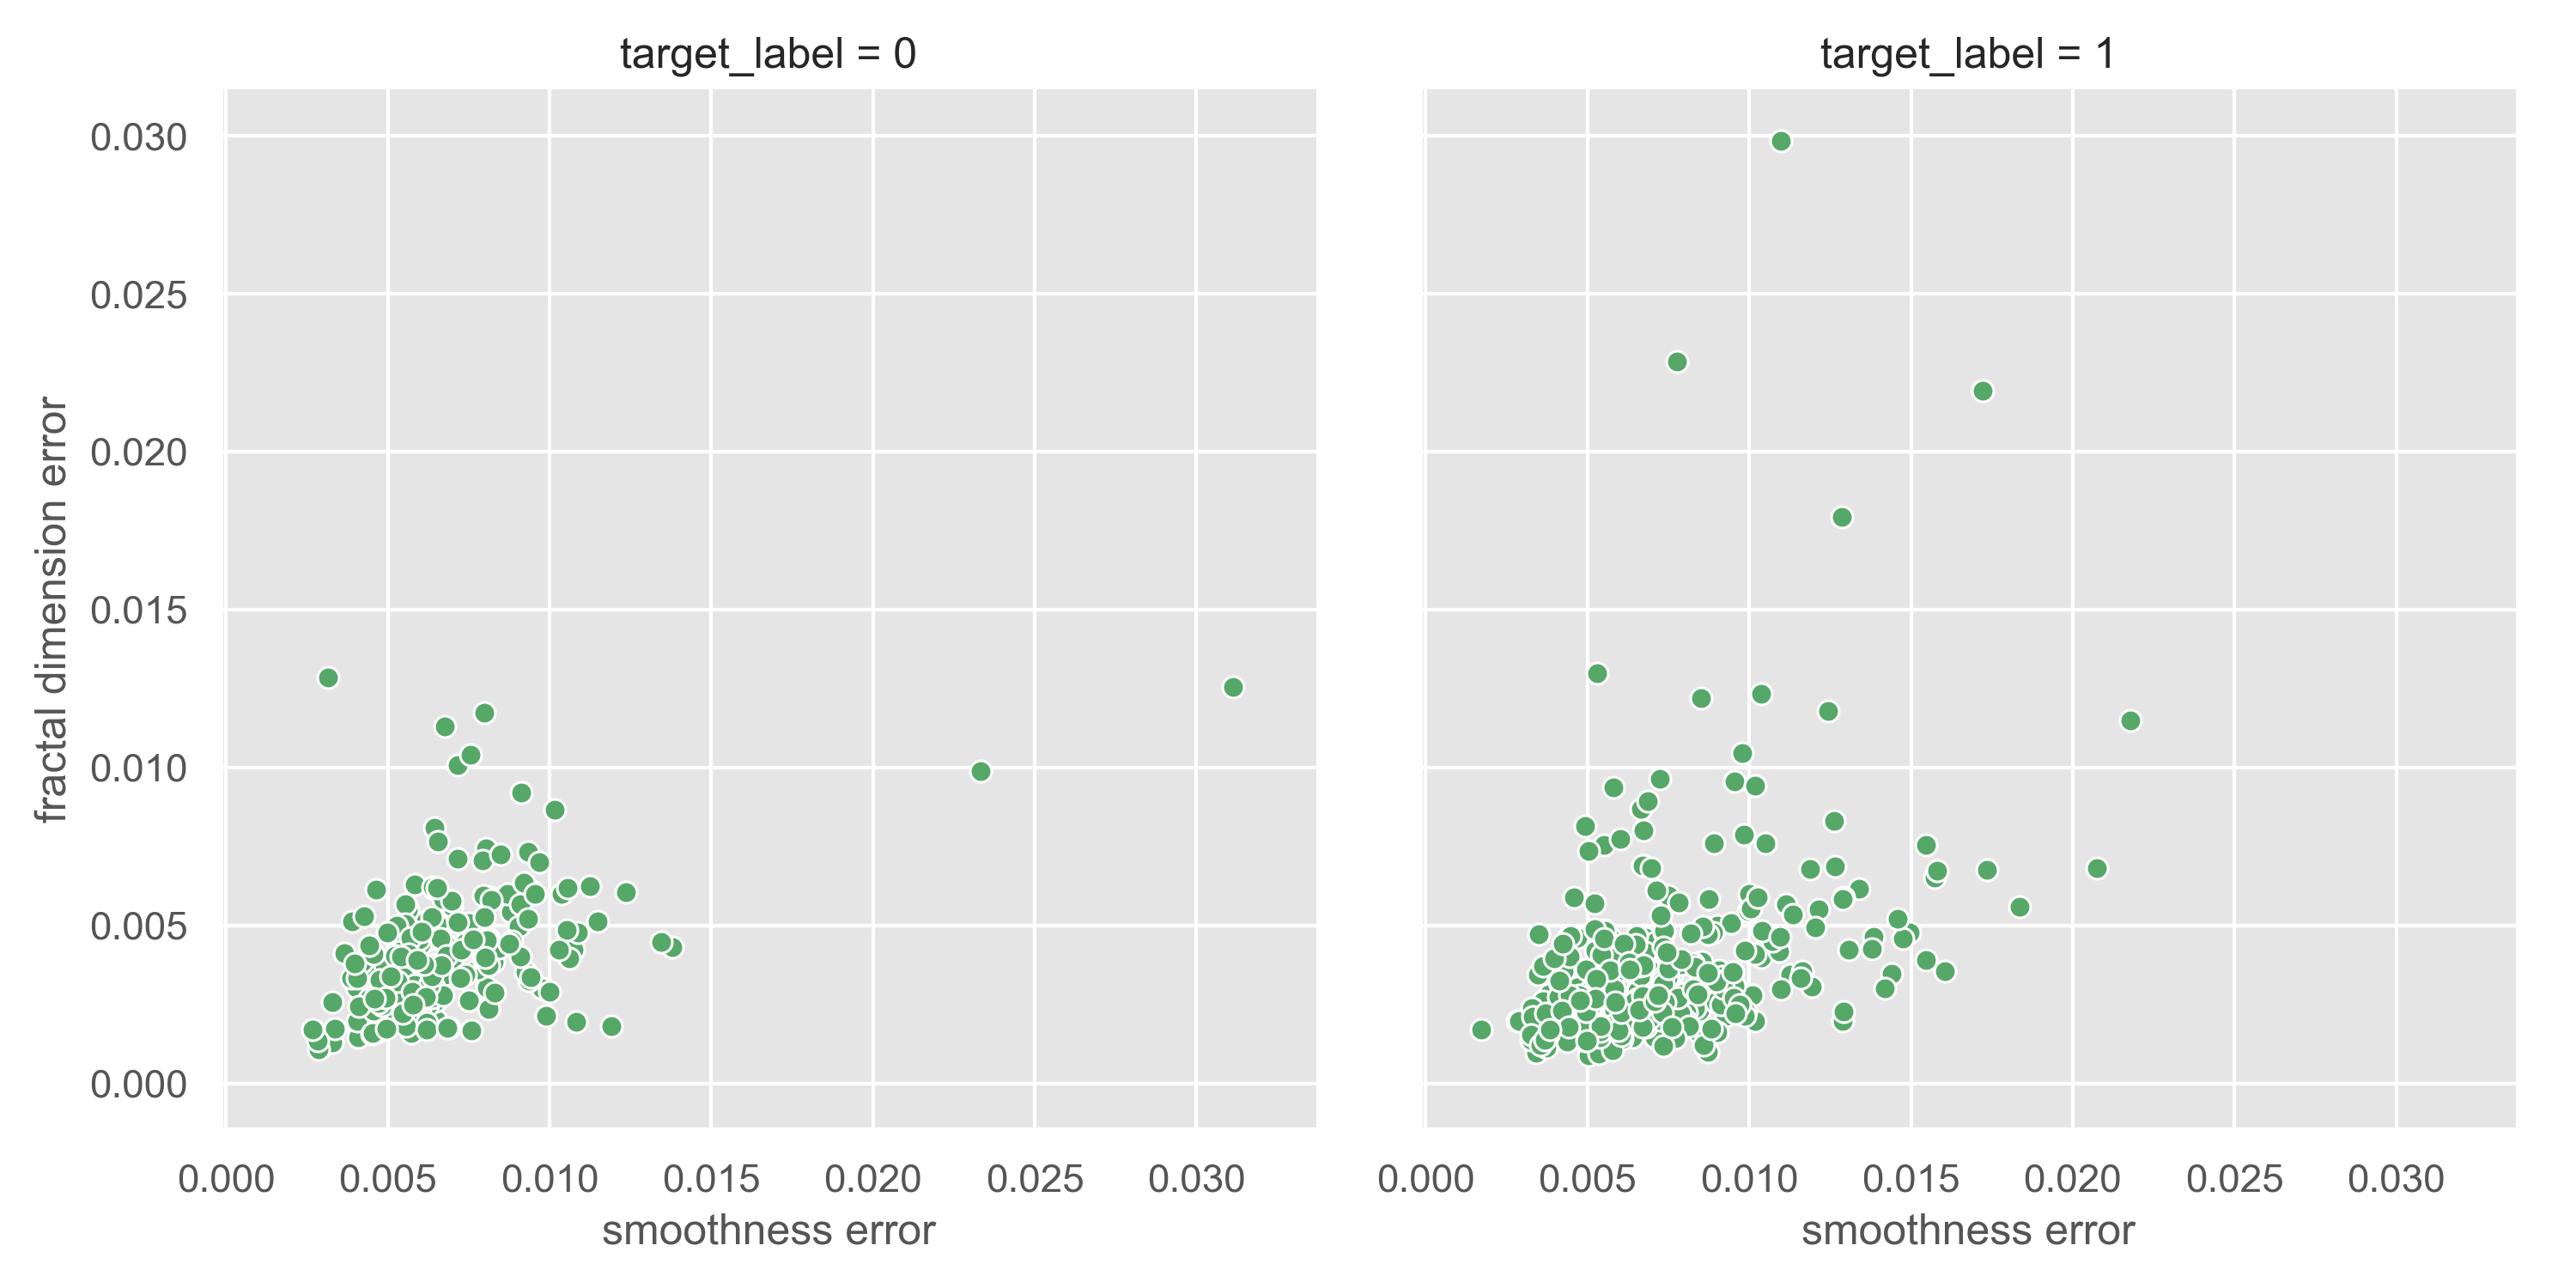 target_label = 0
target_label = 1
0.030
0.025
0.020
0.015
0.010
0.005
0.000
fractal dimension error
0.000 0.005 0.010 0.015 0.020 0.025 0.030
0.000 0.005 0.010 0.015 0.020 0.025 0.030
smoothness error
smoothness error